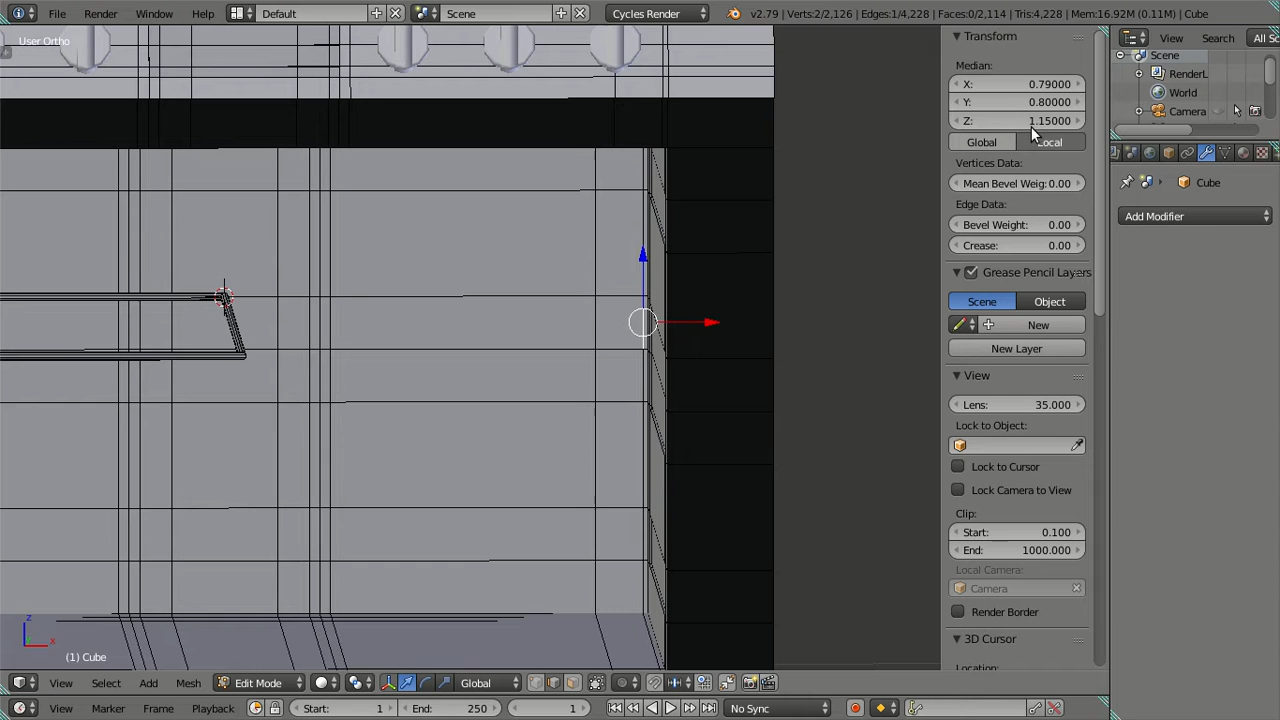 File Render Window Help Default Scene Cycles Render v2.79 | Verts:2/2,126 | Edges:1/4,228 | Faces:0/2,114 | Tris:4,228 | Mem:16.92M (0.11M) | Cube
User Ortho
Transform
View Search All Sc
Median:
Scene
X: 0.79000
RenderL
Y: 0.80000
World
Z: 1.15000
Camera
Global Local
Vertices Data:
Mean Bevel Weig: 0.00
Cube
Edge Data:
Add Modifier
Bevel Weight: 0.00
Crease: 0.00
Grease Pencil Layers
Scene Object
New
New Layer
View
Lens: 35.000
Lock to Object:
Lock to Cursor
Lock Camera to View
Clip:
Start: 0.100
End: 1000.000
Local Camera:
Camera
Render Border
3D Cursor
Location:
z
x
(1) Cube
View Select Add Mesh Edit Mode Global
View Marker Frame Playback Start: 1 End: 250 1 No Sync